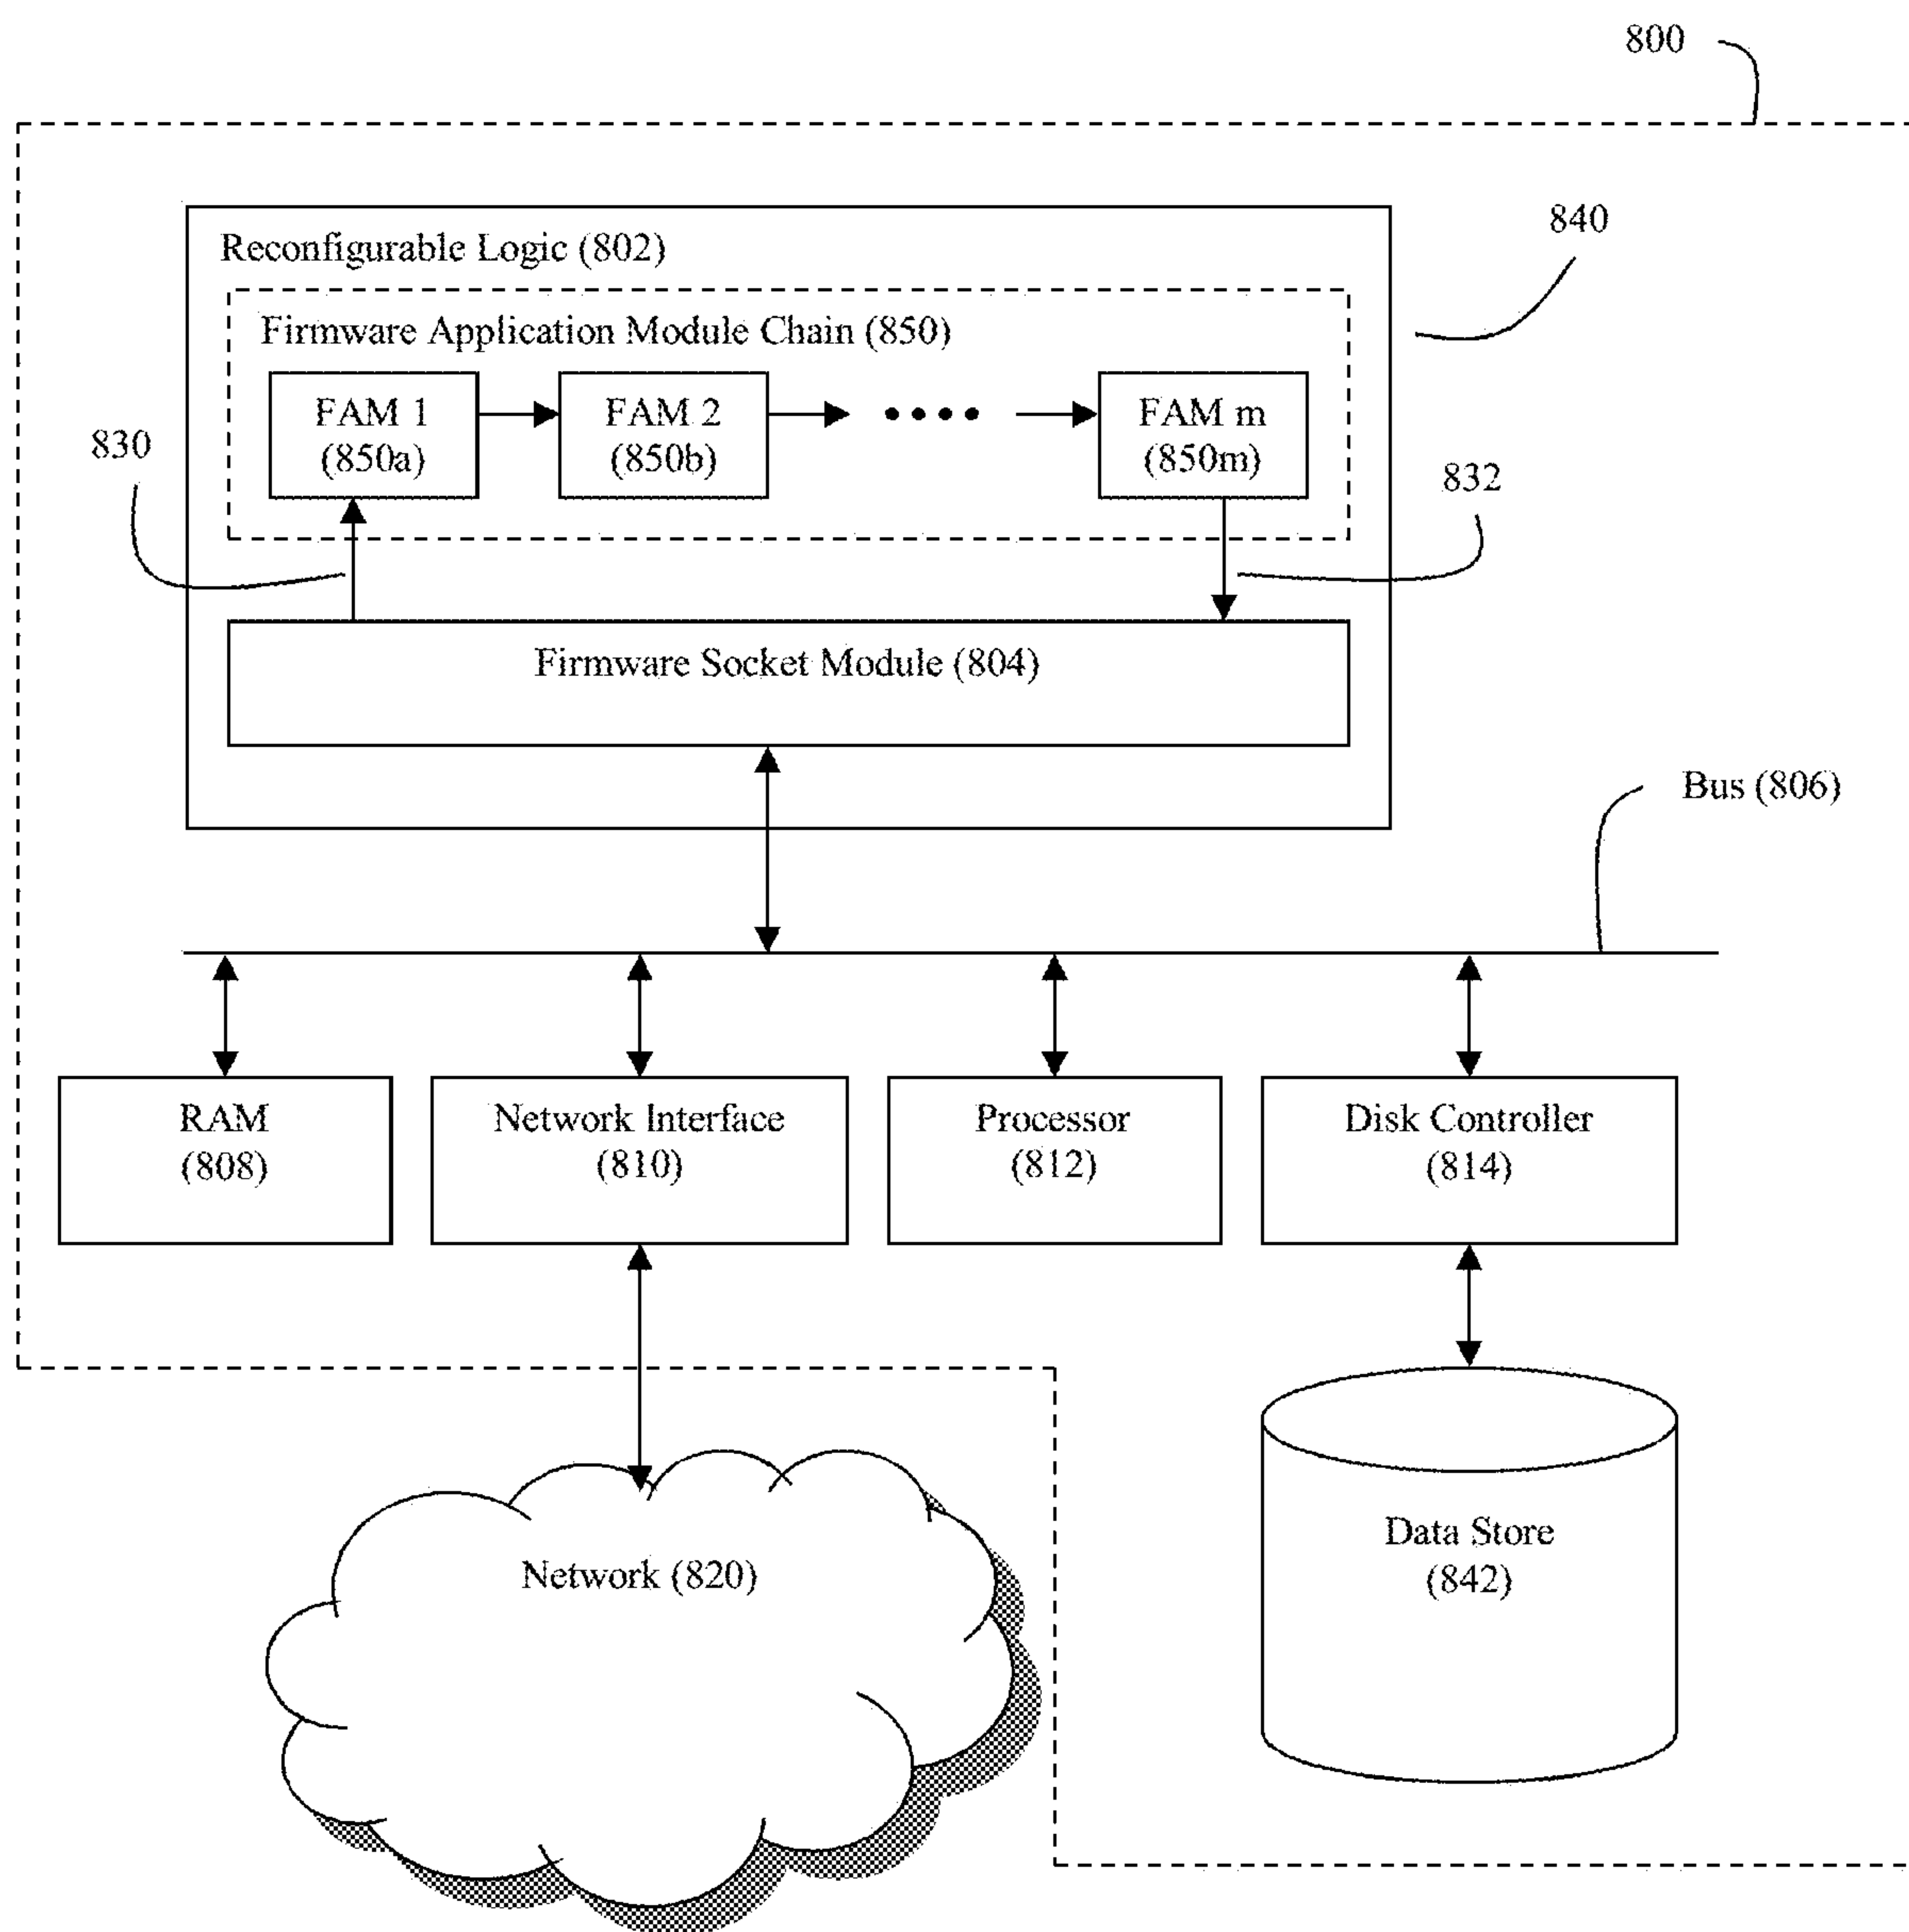 800
840
Reconfigurable Logic (802)
Firmware Application Module Chain (850)
FAM 1
(850a)
FAM 2
(850b)
FAM m
(850m)
830
832
Firmware Socket Module (804)
Bus (806)
RAM
(808)
Network Interface
(810)
Processor
(812)
Disk Controller
(814)
Network (820)
Data Store
(842)